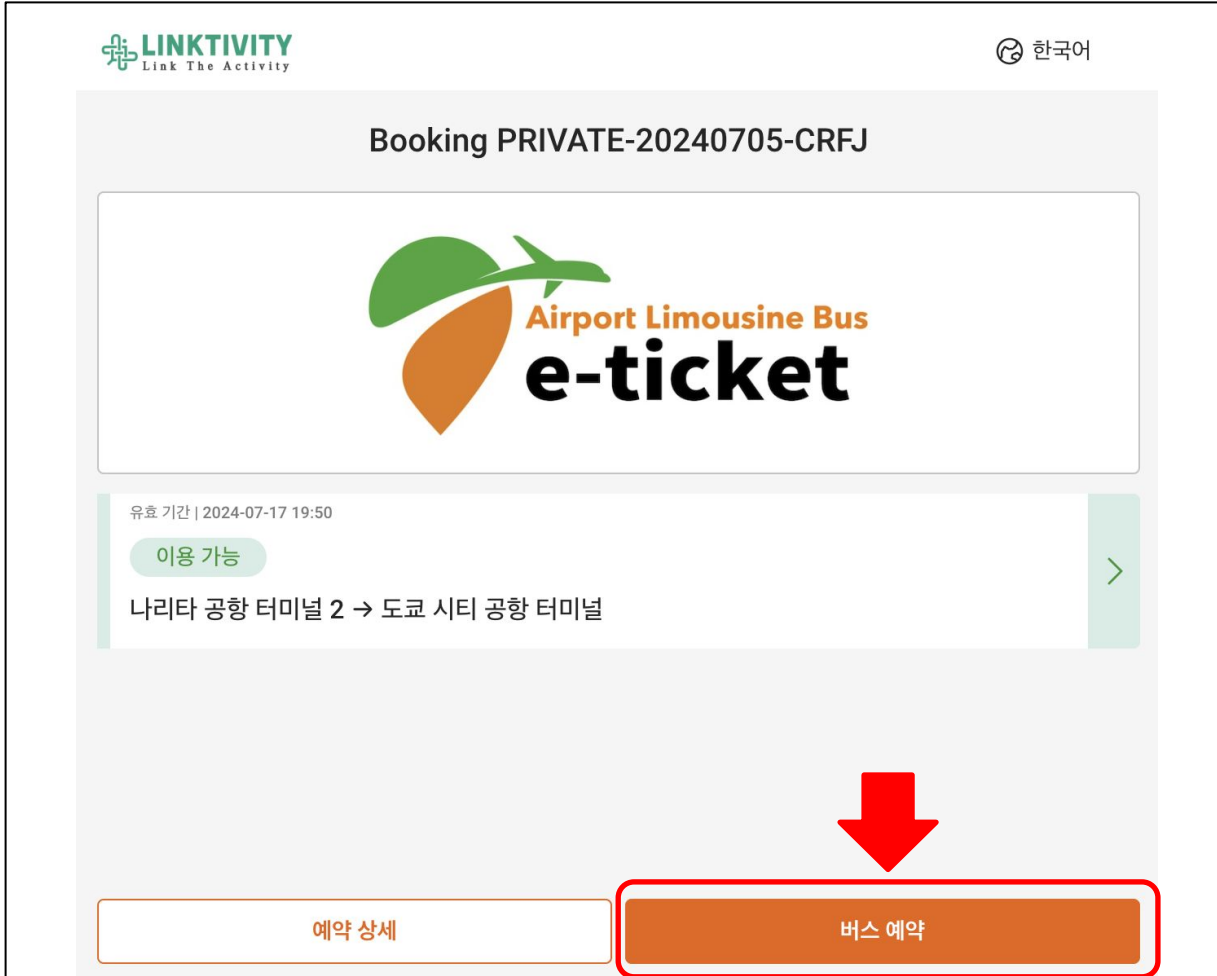 LINKTIVITY
Link The Activity
한국어
Booking PRIVATE-20240705-CRFJ
Airport Limousine Bus
e-ticket
유효 기간 | 2024-07-17 19:50
이용 가능
나리타 공항 터미널 2 → 도쿄 시티 공항 터미널
예약 상세
버스 예약